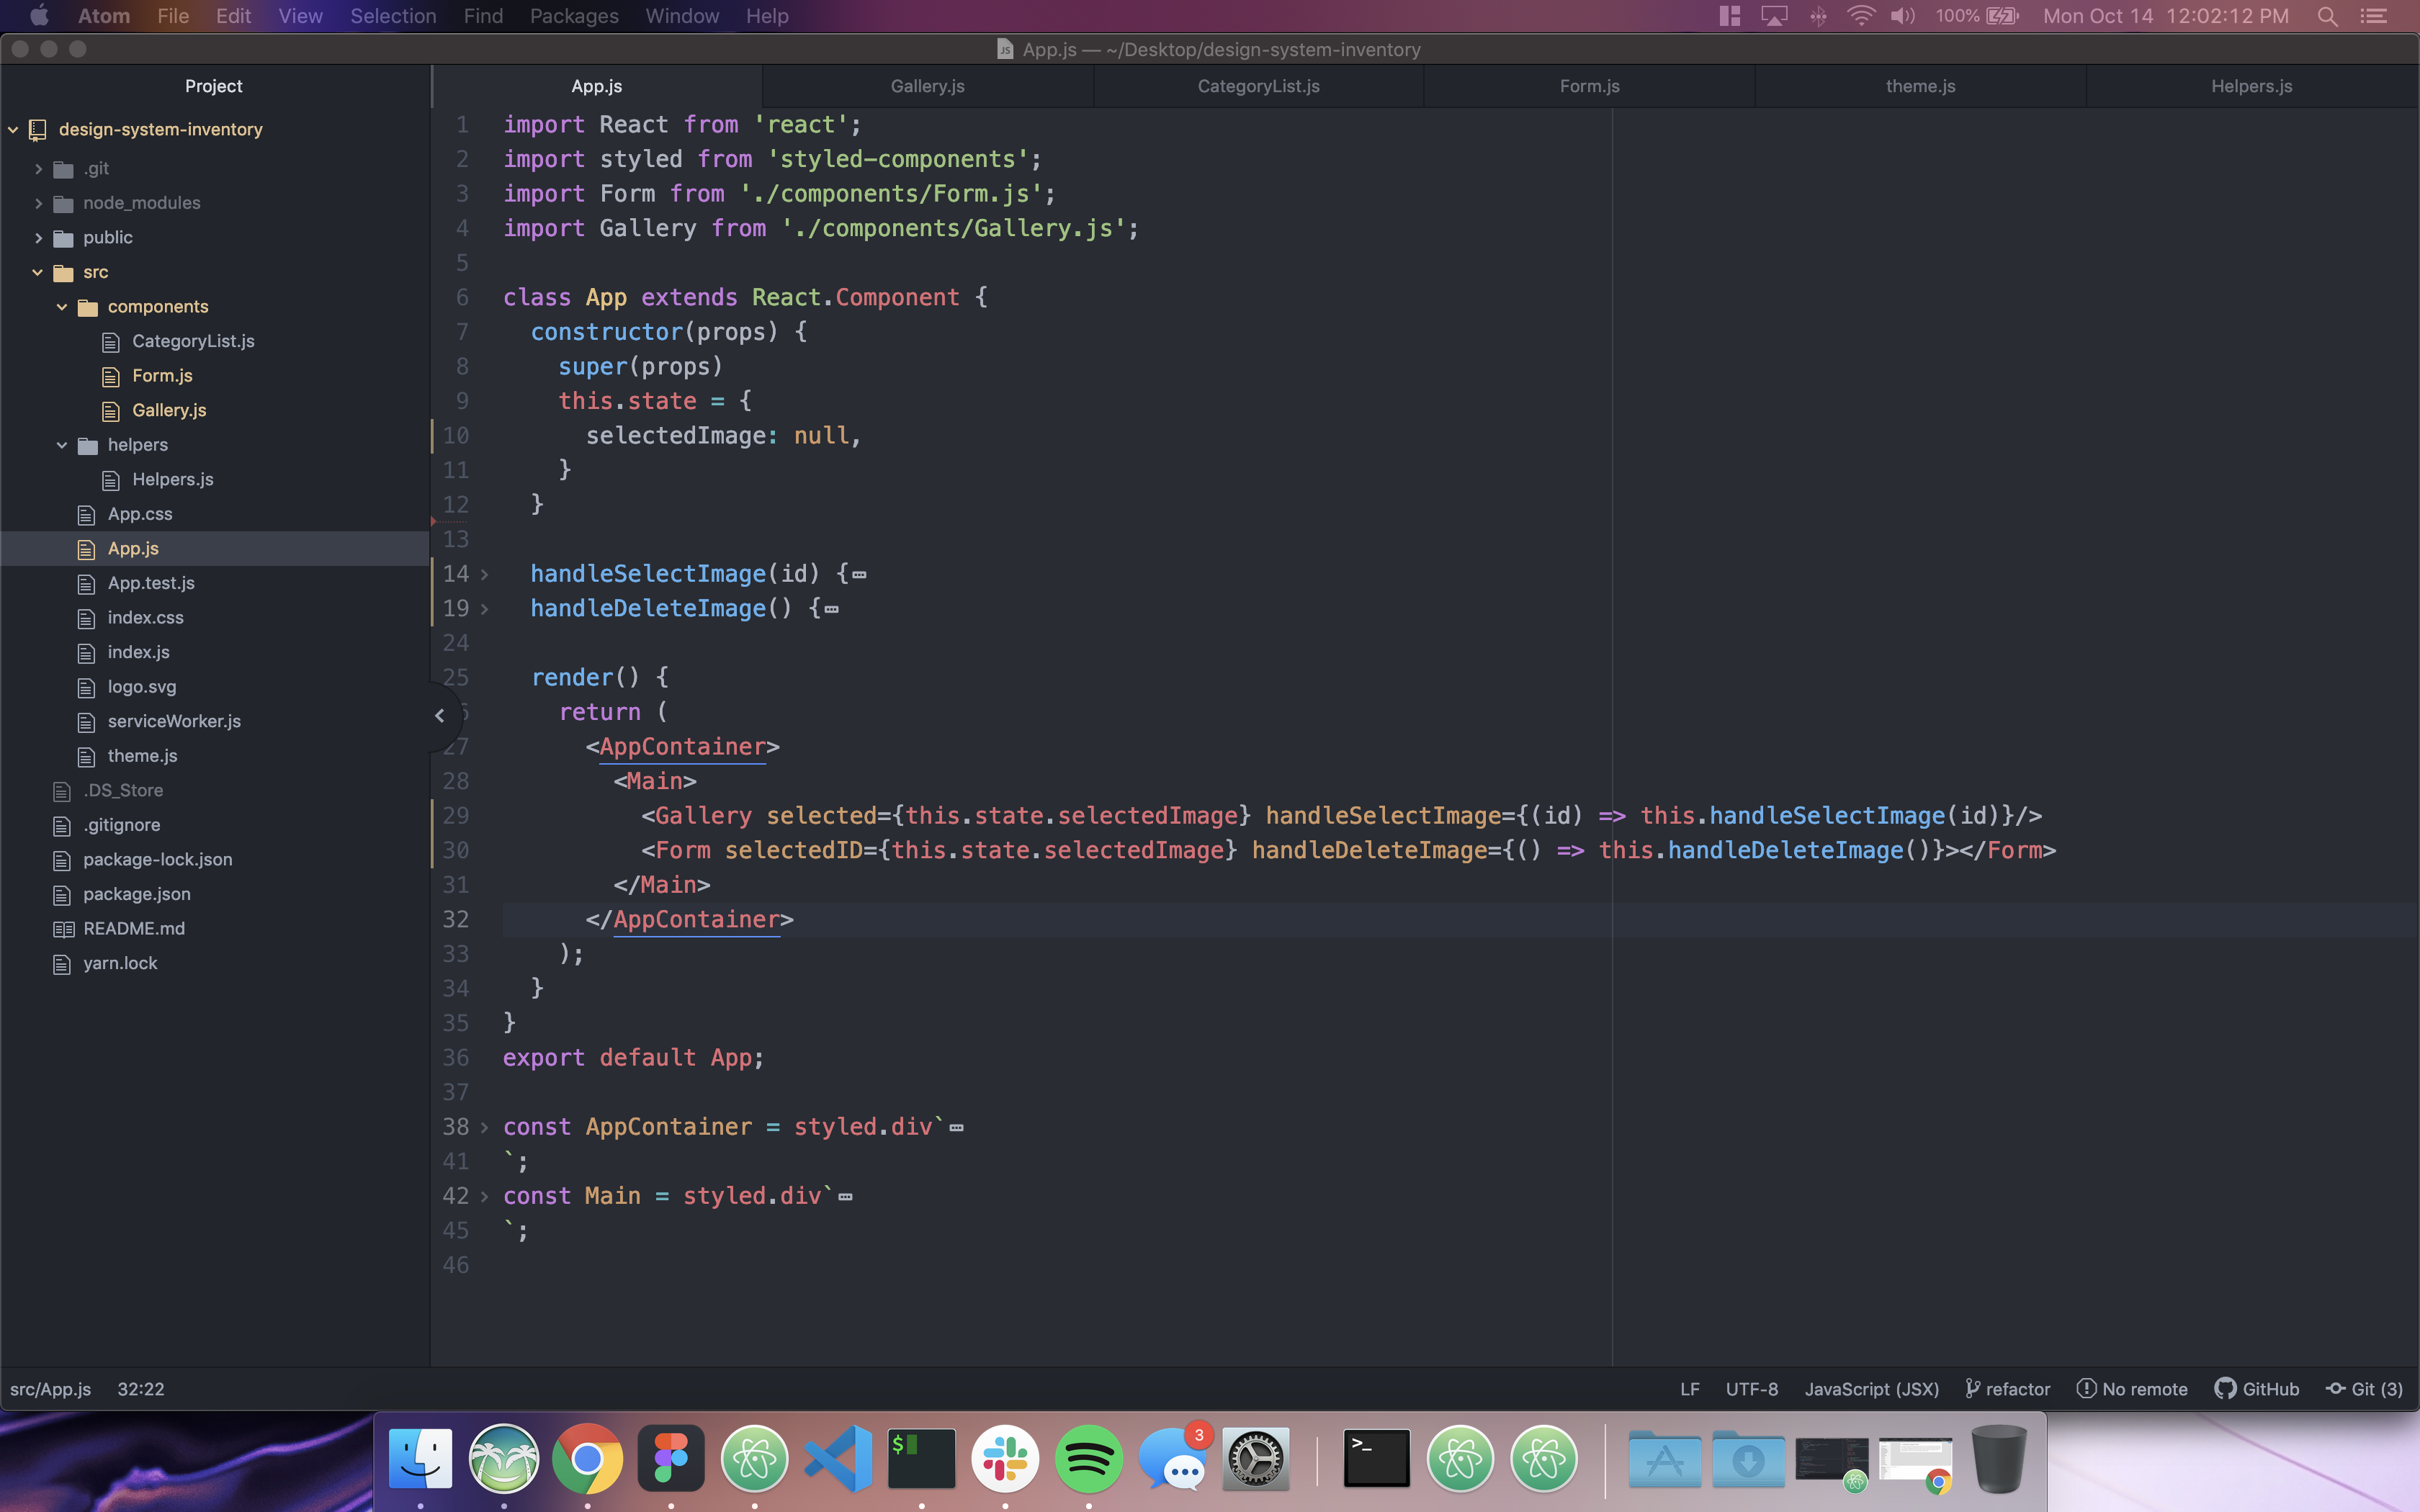 Atom File Edit View Selection Find Packages Window Help 100% Mon Oct 14 12:02:12 PM
App.js — ~/Desktop/design-system-inventory
Project
design-system-inventory
.git
node_modules
public
src
components
CategoryList.js
Form.js
Gallery.js
helpers
Helpers.js
App.css
App.js
App.test.js
index.css
index.js
logo.svg
serviceWorker.js
theme.js
.DS_Store
.gitignore
package-lock.json
package.json
README.md
yarn.lock
App.js Gallery.js CategoryList.js Form.js theme.js Helpers.js
1 import React from 'react';
2 import styled from 'styled-components';
3 import Form from './components/Form.js';
4 import Gallery from './components/Gallery.js';
5
6 class App extends React.Component {
7 constructor(props) {
8 super(props)
9 this.state = {
10 selectedImage: null,
11 }
12 }
13
14 handleSelectImage(id) {
19 handleDeleteImage() {
24
25 render() {
return (
27 <AppContainer>
28 <Main>
29 <Gallery selected={this.state.selectedImage} handleSelectImage={(id) => this.handleSelectImage(id)}/>
30 <Form selectedID={this.state.selectedImage} handleDeleteImage={() => this.handleDeleteImage()}></Form>
31 </Main>
32 </AppContainer>
33 );
34 }
35 }
36 export default App;
37
38 const AppContainer = styled.div`
41 `;
42 const Main = styled.div`
45 `;
46
src/App.js 32:22 LF UTF-8 JavaScript (JSX) refactor No remote GitHub Git (3)
$ 3 >_